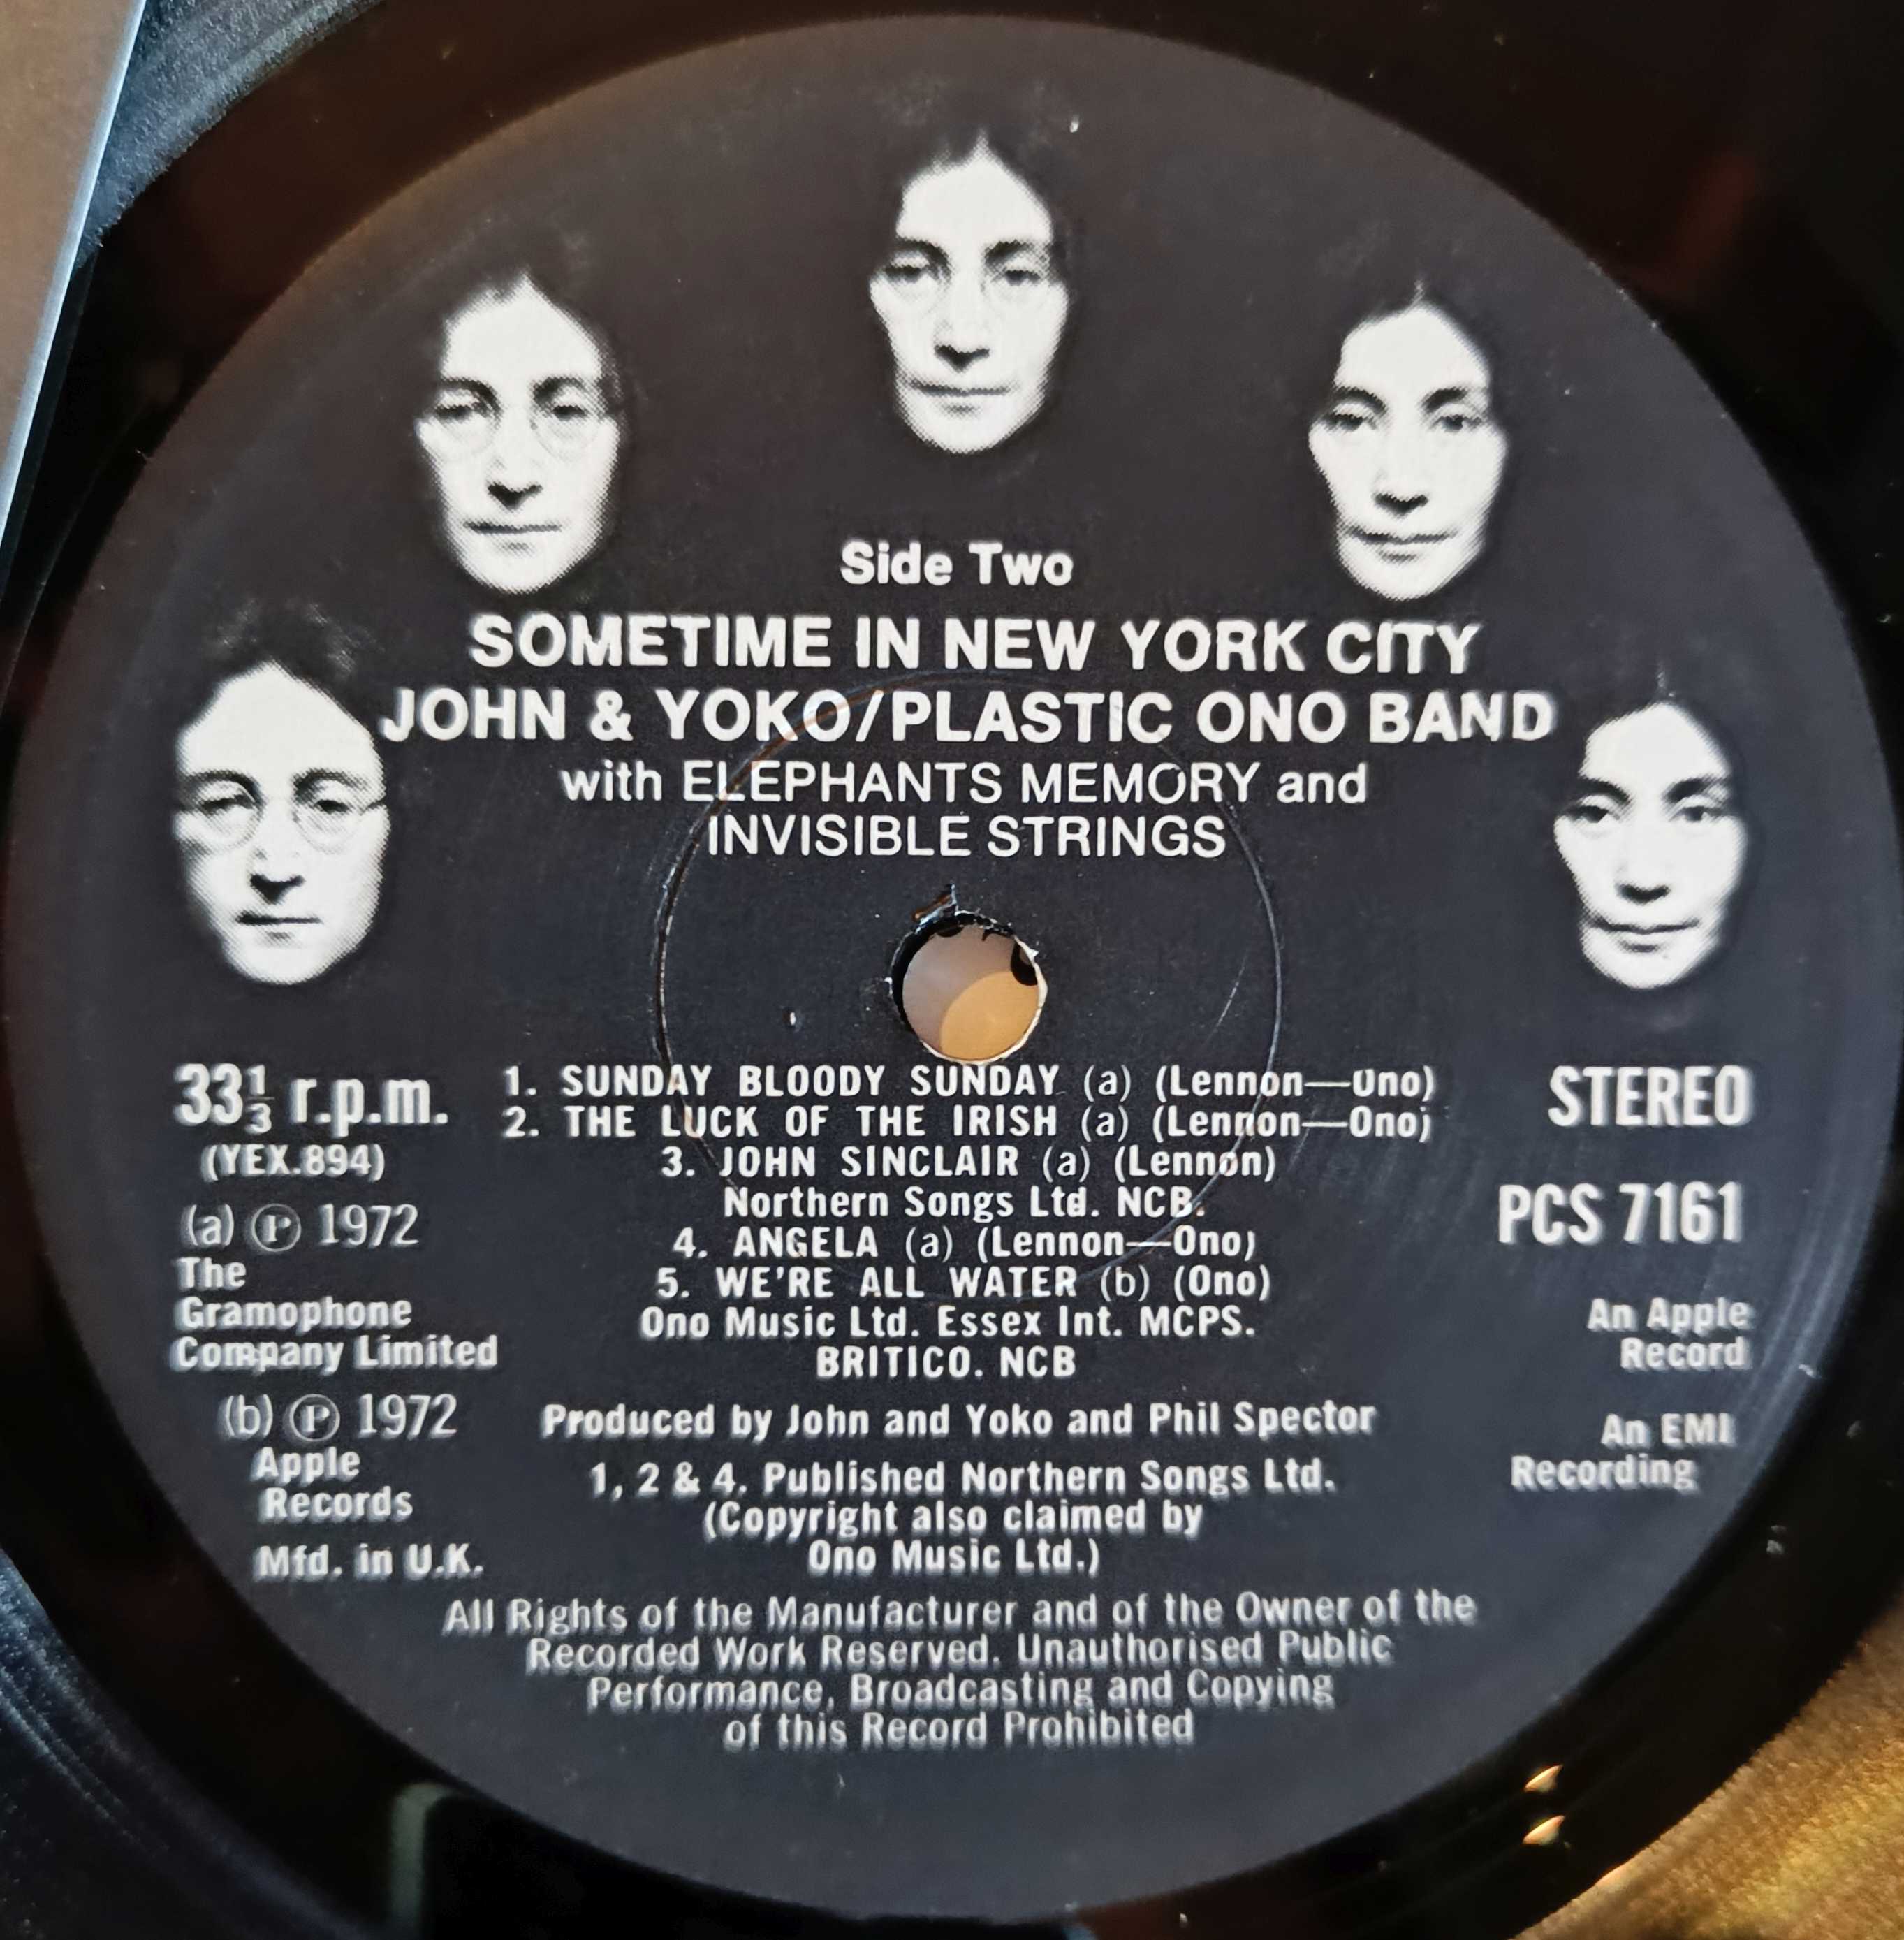 Side Two
SOMETIME IN NEW YORK CITY
JOHN & YOKO/PLASTIC ONO BAND
with ELEPHANTS MEMORY and
INVISIBLE STRINGS
33⅓ r.p.m.
(YEX.894)
(a) Ⓟ 1972
The
Gramophone
Company Limited
(b) Ⓟ 1972
Apple
Records
Mfd. in U.K.
1. SUNDAY BLOODY SUNDAY (a) (Lennon—Ono)
2. THE LUCK OF THE IRISH (a) (Lennon—Ono)
3. JOHN SINCLAIR (a) (Lennon)
Northern Songs Ltd. NCB.
4. ANGELA (a) (Lennon—Ono)
5. WE'RE ALL WATER (b) (Ono)
Ono Music Ltd. Essex Int. MCPS.
BRITICO. NCB
Produced by John and Yoko and Phil Spector
1, 2 & 4. Published Northern Songs Ltd.
(Copyright also claimed by
Ono Music Ltd.)
STEREO
PCS 7161
An Apple
Record
An EMI
Recording
All Rights of the Manufacturer and of the Owner of the
Recorded Work Reserved. Unauthorised Public
Performance, Broadcasting and Copying
of this Record Prohibited